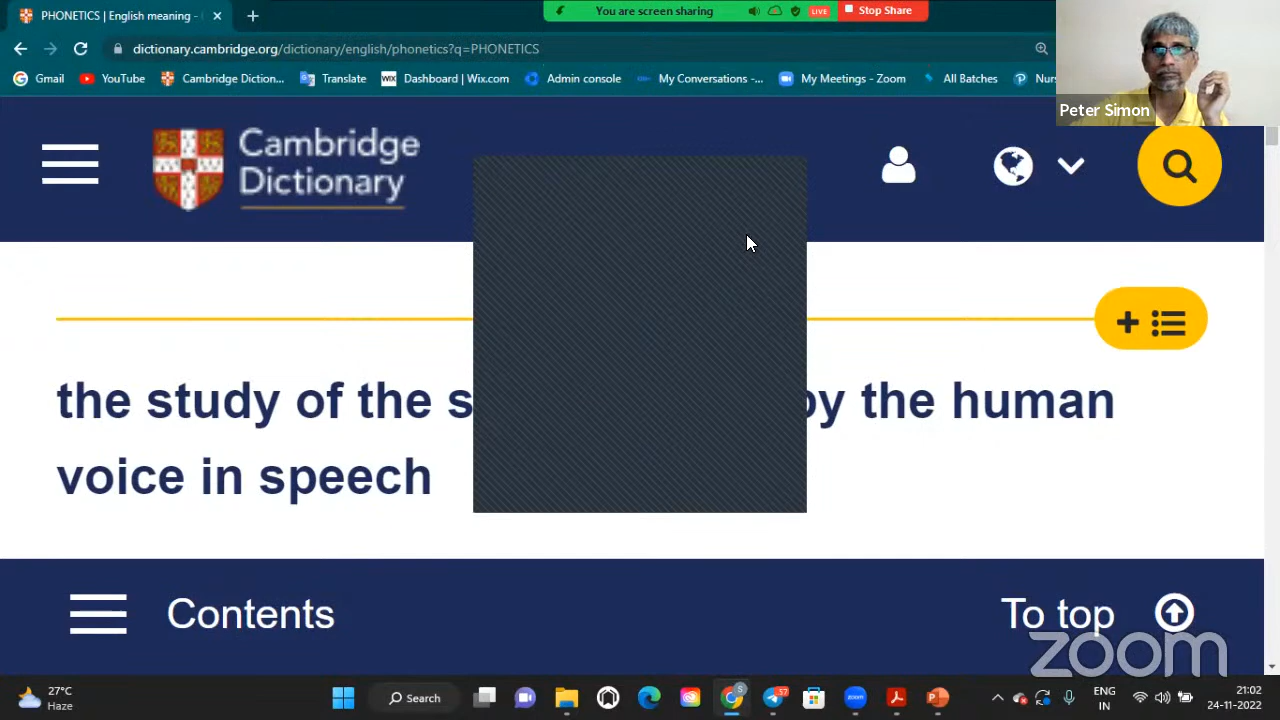 PHONETICS | English meaning -
You are screen sharing
LIVE
Stop Share
dictionary.cambridge.org/dictionary/english/phonetics?q=PHONETICS
Gmail YouTube Cambridge Diction... Translate Dashboard | Wix.com Admin console My Conversations -... My Meetings - Zoom All Batches Nurs
Peter Simon
Cambridge
Dictionary
the study of the s by the human
voice in speech
Contents
To top
zoom
27°C
Haze
Search
S
37
ENG
IN
21:02
24-11-2022